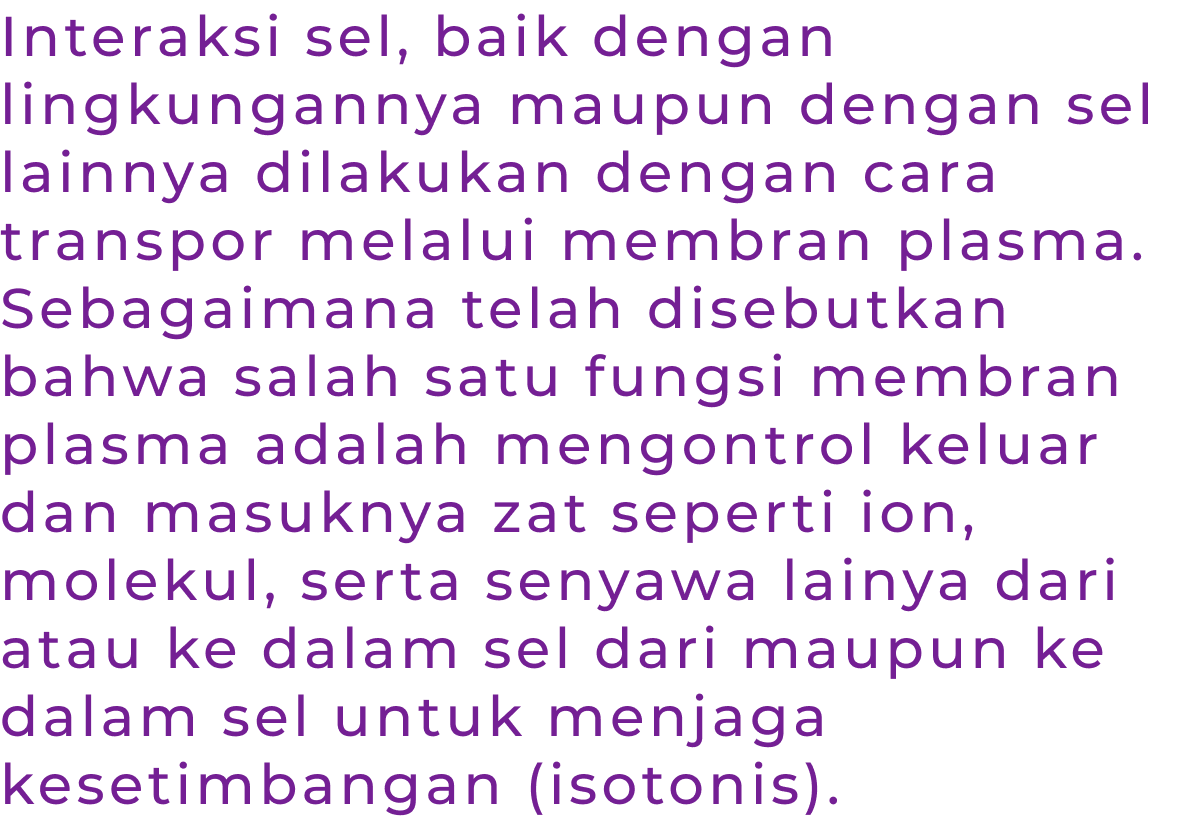 Interaksi sel, baik dengan
lingkungannya maupun dengan sel
lainnya dilakukan dengan cara
transpor melalui membran plasma.
Sebagaimana telah disebutkan
bahwa salah satu fungsi membran
plasma adalah mengontrol keluar
dan masuknya zat seperti ion,
molekul, serta senyawa lainya dari
atau ke dalam sel dari maupun ke
dalam sel untuk menjaga
kesetimbangan (isotonis).